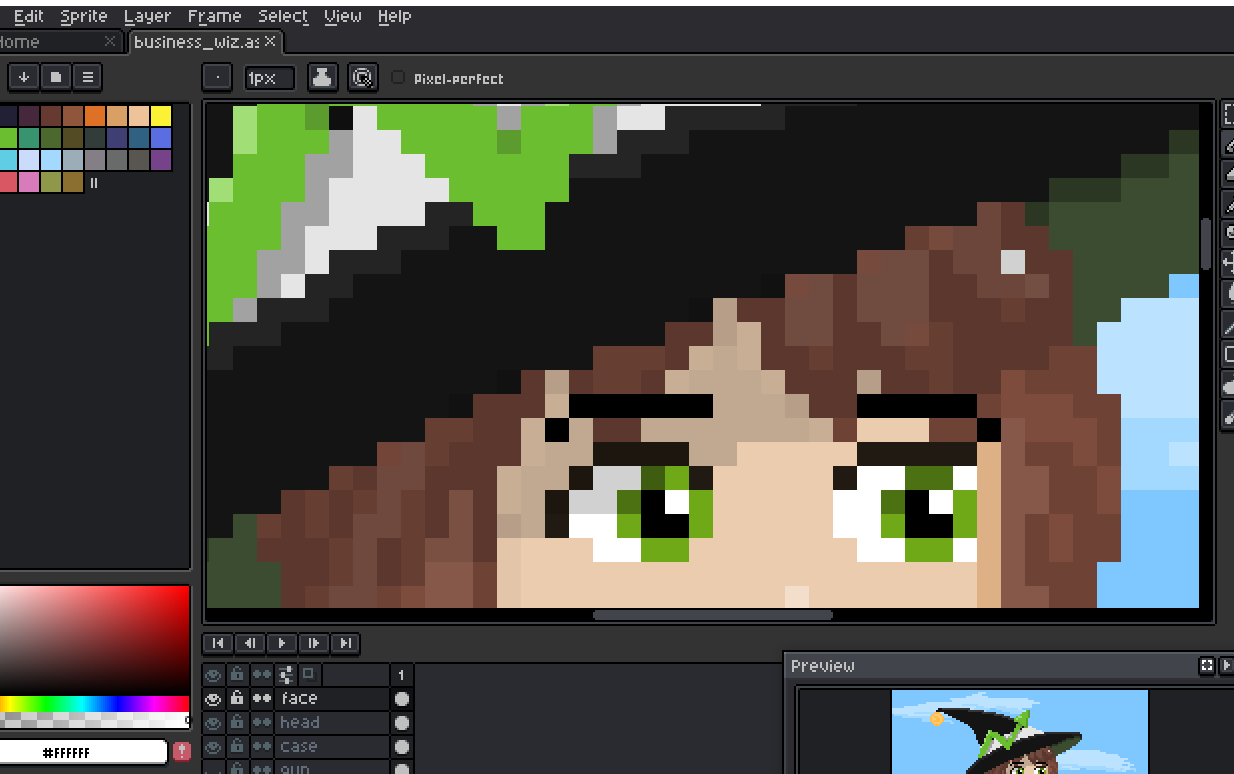 Edit Sprite Layer Frame Select View Help
Home business_wiz.as
1px Pixel-perfect
1
face
head
case
gun
#FFFFFF
Preview